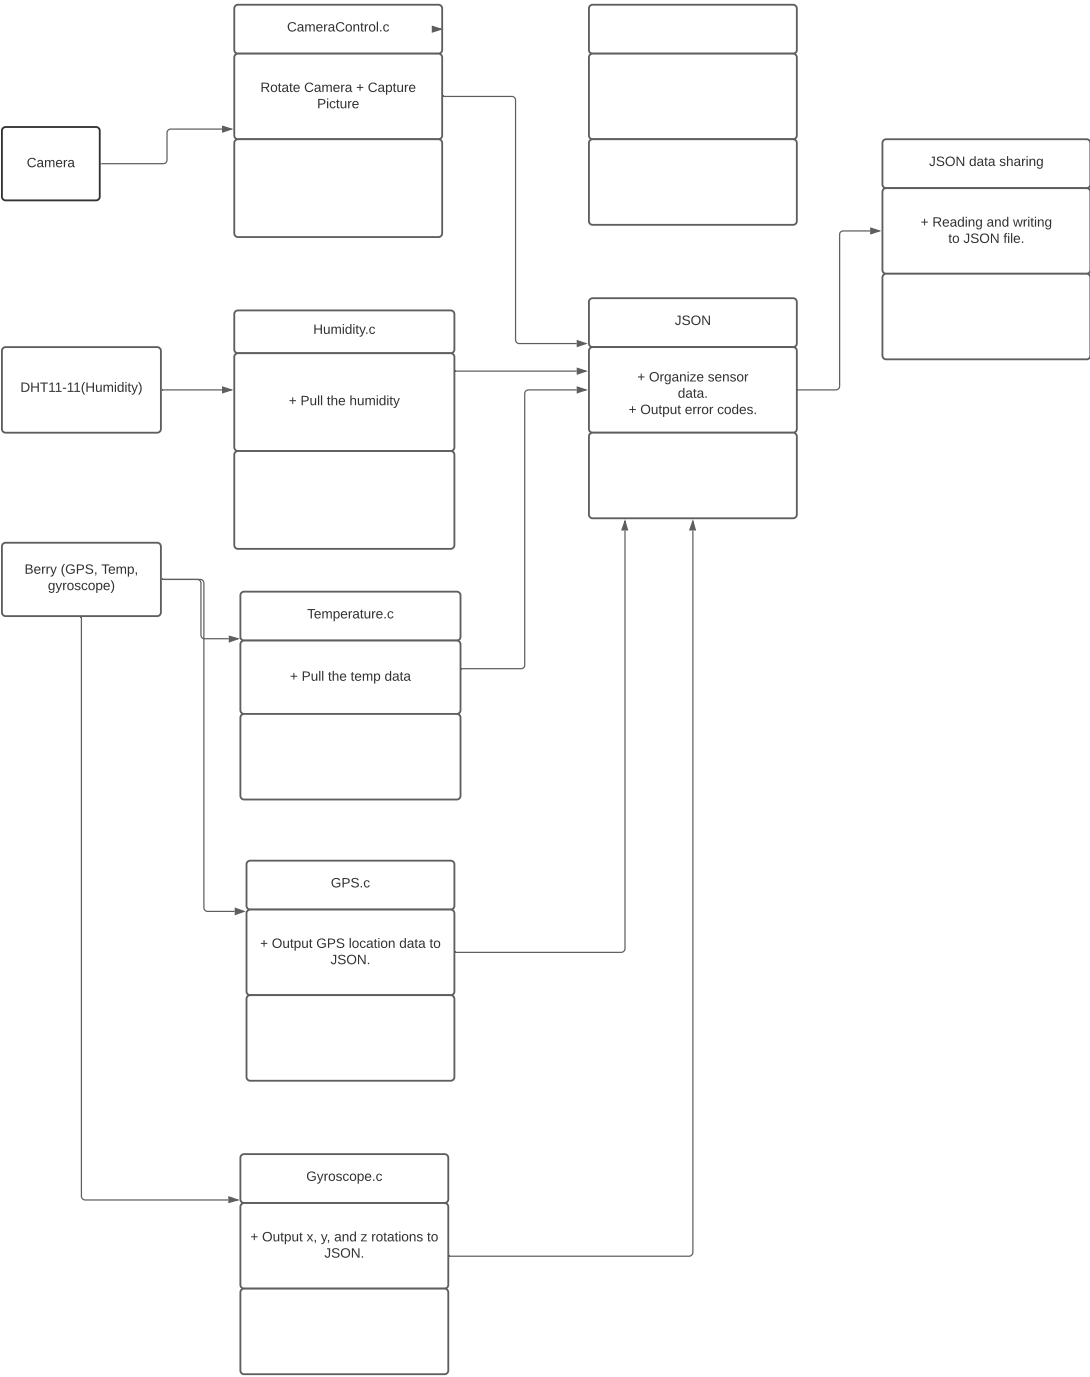 CameraControl.c
Rotate Camera + Capture
Picture
Camera
JSON data sharing
+ Reading and writing
to JSON file.
Humidity.c
+ Pull the humidity
DHT11-11(Humidity)
JSON
+ Organize sensor
data.
+ Output error codes.
Berry (GPS, Temp,
gyroscope)
Temperature.c
+ Pull the temp data
GPS.c
+ Output GPS location data to
JSON.
Gyroscope.c
+ Output x, y, and z rotations to
JSON.